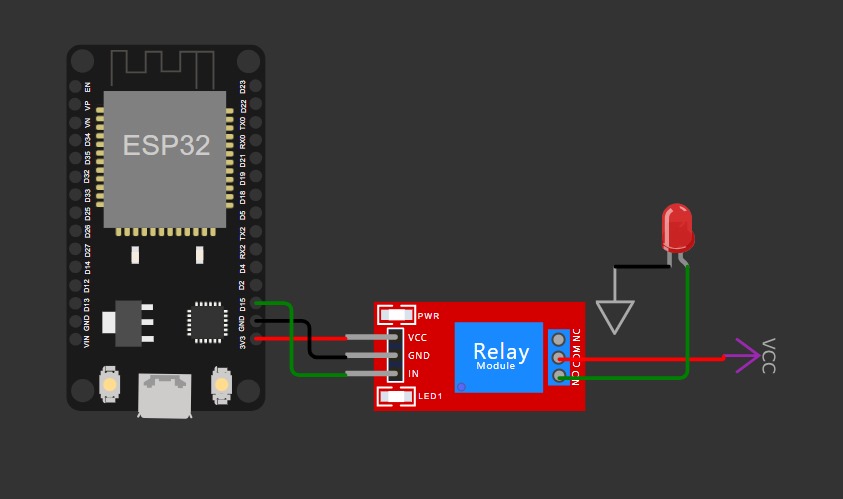 ESP32
EN
VP
VN
D34
D35
D32
D33
D25
D26
D27
D14
D12
D13
GND
VIN
D23
D22
TX0
RX0
D21
D19
D18
D5
TX2
RX2
D4
D2
D15
GND
3V3
PWR
VCC
GND
IN
LED1
Relay
Module
NC
COM
NO
VCC